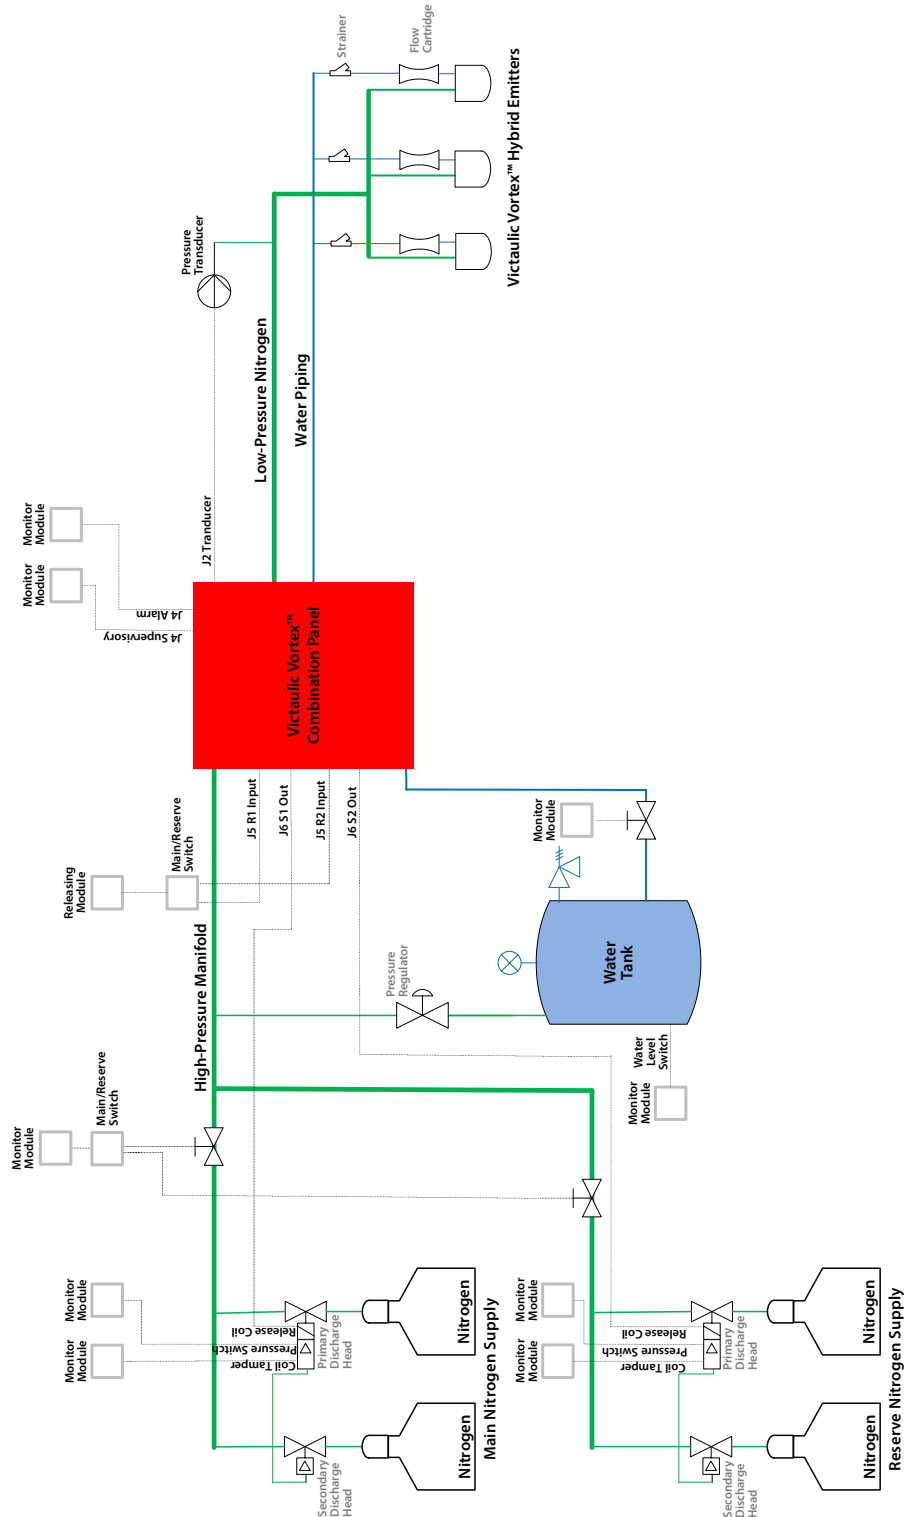 Strainer
Flow
Cartridge
Victaulic Vortex™ Hybrid Emitters
Pressure
Transducer
Low-Pressure Nitrogen
Water Piping
J2 Tranducer
Monitor
Module
Monitor
Module
J4 Alarm
J4 Supervisory
Victaulic Vortex™
Combination Panel
J5 R1 Input
J6 S1 Out
J5 R2 Input
J6 S2 Out
Main/Reserve
Switch
Releasing
Module
Monitor
Module
High-Pressure Manifold
Pressure
Regulator
Water
Tank
Water
Level
Switch
Monitor
Module
Main/Reserve
Switch
Monitor
Module
Monitor
Module
Monitor
Module
Release Coil
Pressure Switch
Coil Tamper
Primary
Discharge
Head
Nitrogen
Main Nitrogen Supply
Secondary
Discharge
Head
Nitrogen
Monitor
Module
Monitor
Module
Release Coil
Pressure Switch
Coil Tamper
Primary
Discharge
Head
Nitrogen
Reserve Nitrogen Supply
Secondary
Discharge
Head
Nitrogen